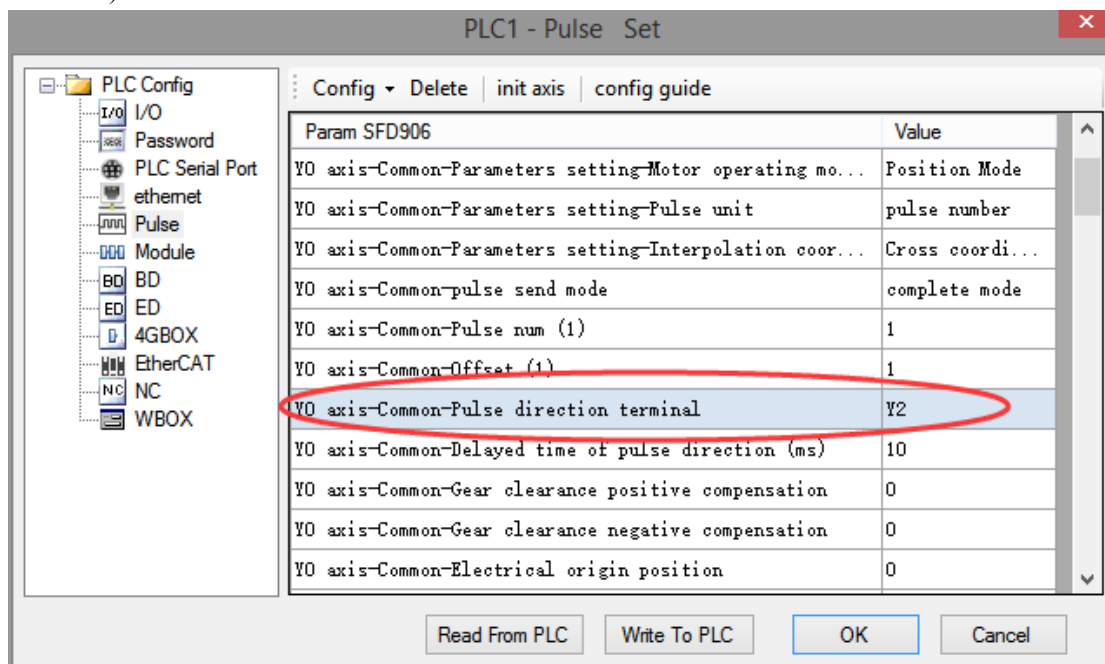 PLC1 - Pulse Set
PLC Config
I/O
Password
PLC Serial Port
ethernet
Pulse
Module
BD
ED
4GBOX
EtherCAT
NC
WBOX
Config Delete init axis config guide
Param SFD906 Value
Y0 axis-Common-Parameters setting-Motor operating mo... Position Mode
Y0 axis-Common-Parameters setting-Pulse unit pulse number
Y0 axis-Common-Parameters setting-Interpolation coor... Cross coordi...
Y0 axis-Common-pulse send mode complete mode
Y0 axis-Common-Pulse num (1) 1
Y0 axis-Common-Offset (1) 1
Y0 axis-Common-Pulse direction terminal Y2
Y0 axis-Common-Delayed time of pulse direction (ms) 10
Y0 axis-Common-Gear clearance positive compensation 0
Y0 axis-Common-Gear clearance negative compensation 0
Y0 axis-Common-Electrical origin position 0
Read From PLC Write To PLC OK Cancel